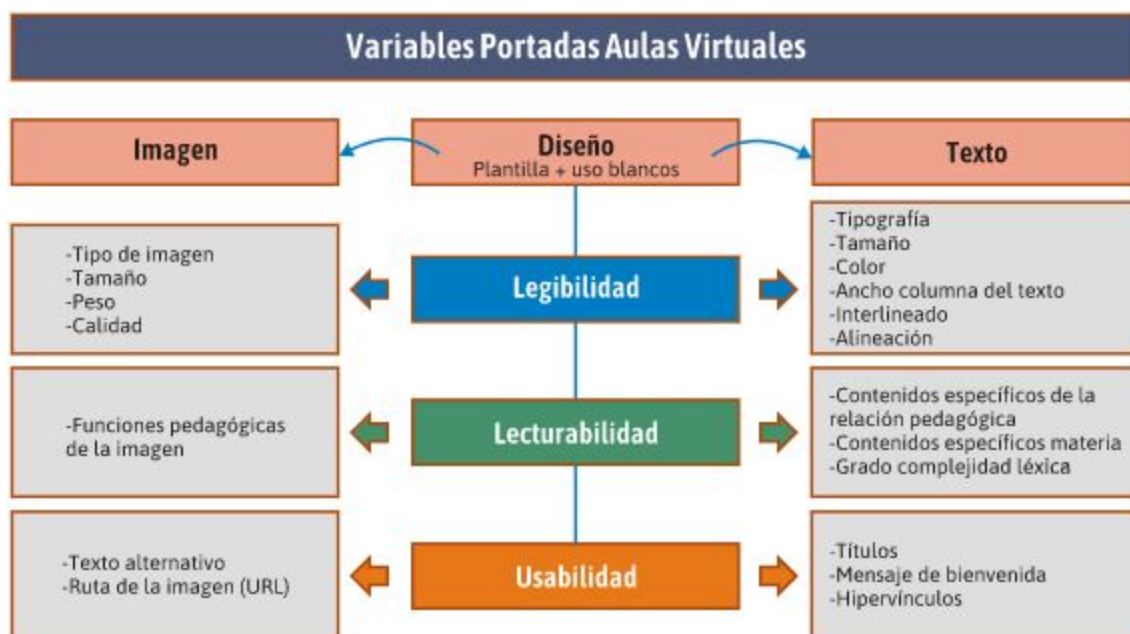 Variables Portadas Aulas Virtuales
Imagen
Diseño
Plantilla + uso blancos
Texto
-Tipo de imagen
-Tamaño
-Peso
-Calidad
Legibilidad
-Tipografía
-Tamaño
-Color
-Ancho columna del texto
-Interlineado
-Alineación
-Funciones pedagógicas
de la imagen
Lecturabilidad
-Contenidos específicos de la
relación pedagógica
-Contenidos específicos materia
-Grado complejidad léxica
-Texto alternativo
-Ruta de la imagen (URL)
Usabilidad
-Títulos
-Mensaje de bienvenida
-Hipervínculos